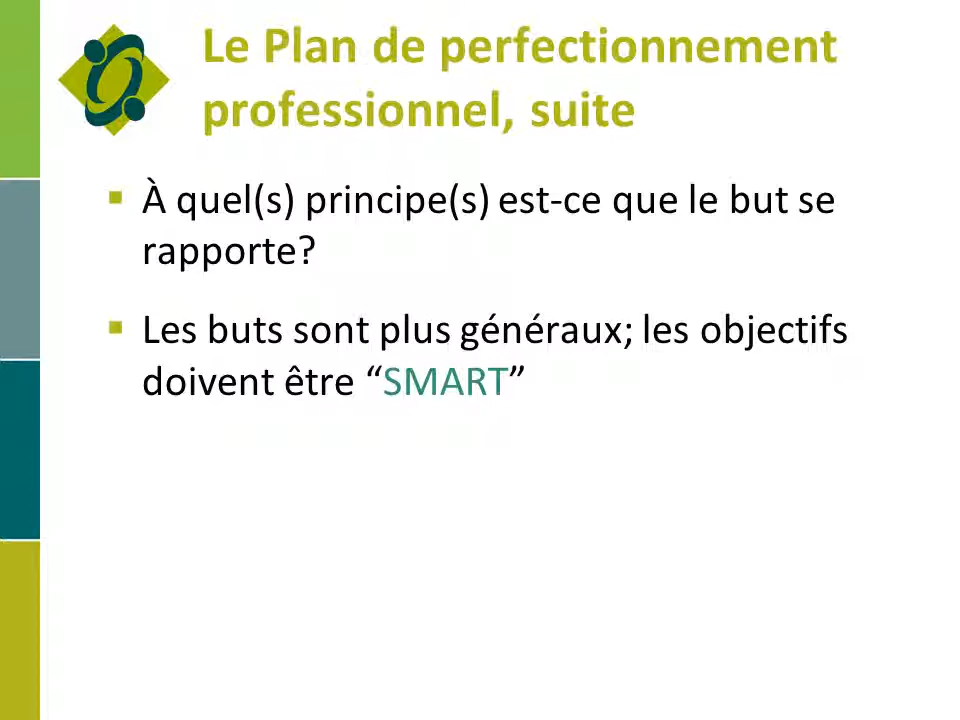 Le Plan de perfectionnement
professionnel, suite
▪ À quel(s) principe(s) est-ce que le but se
rapporte?
▪ Les buts sont plus généraux; les objectifs
doivent être “SMART”